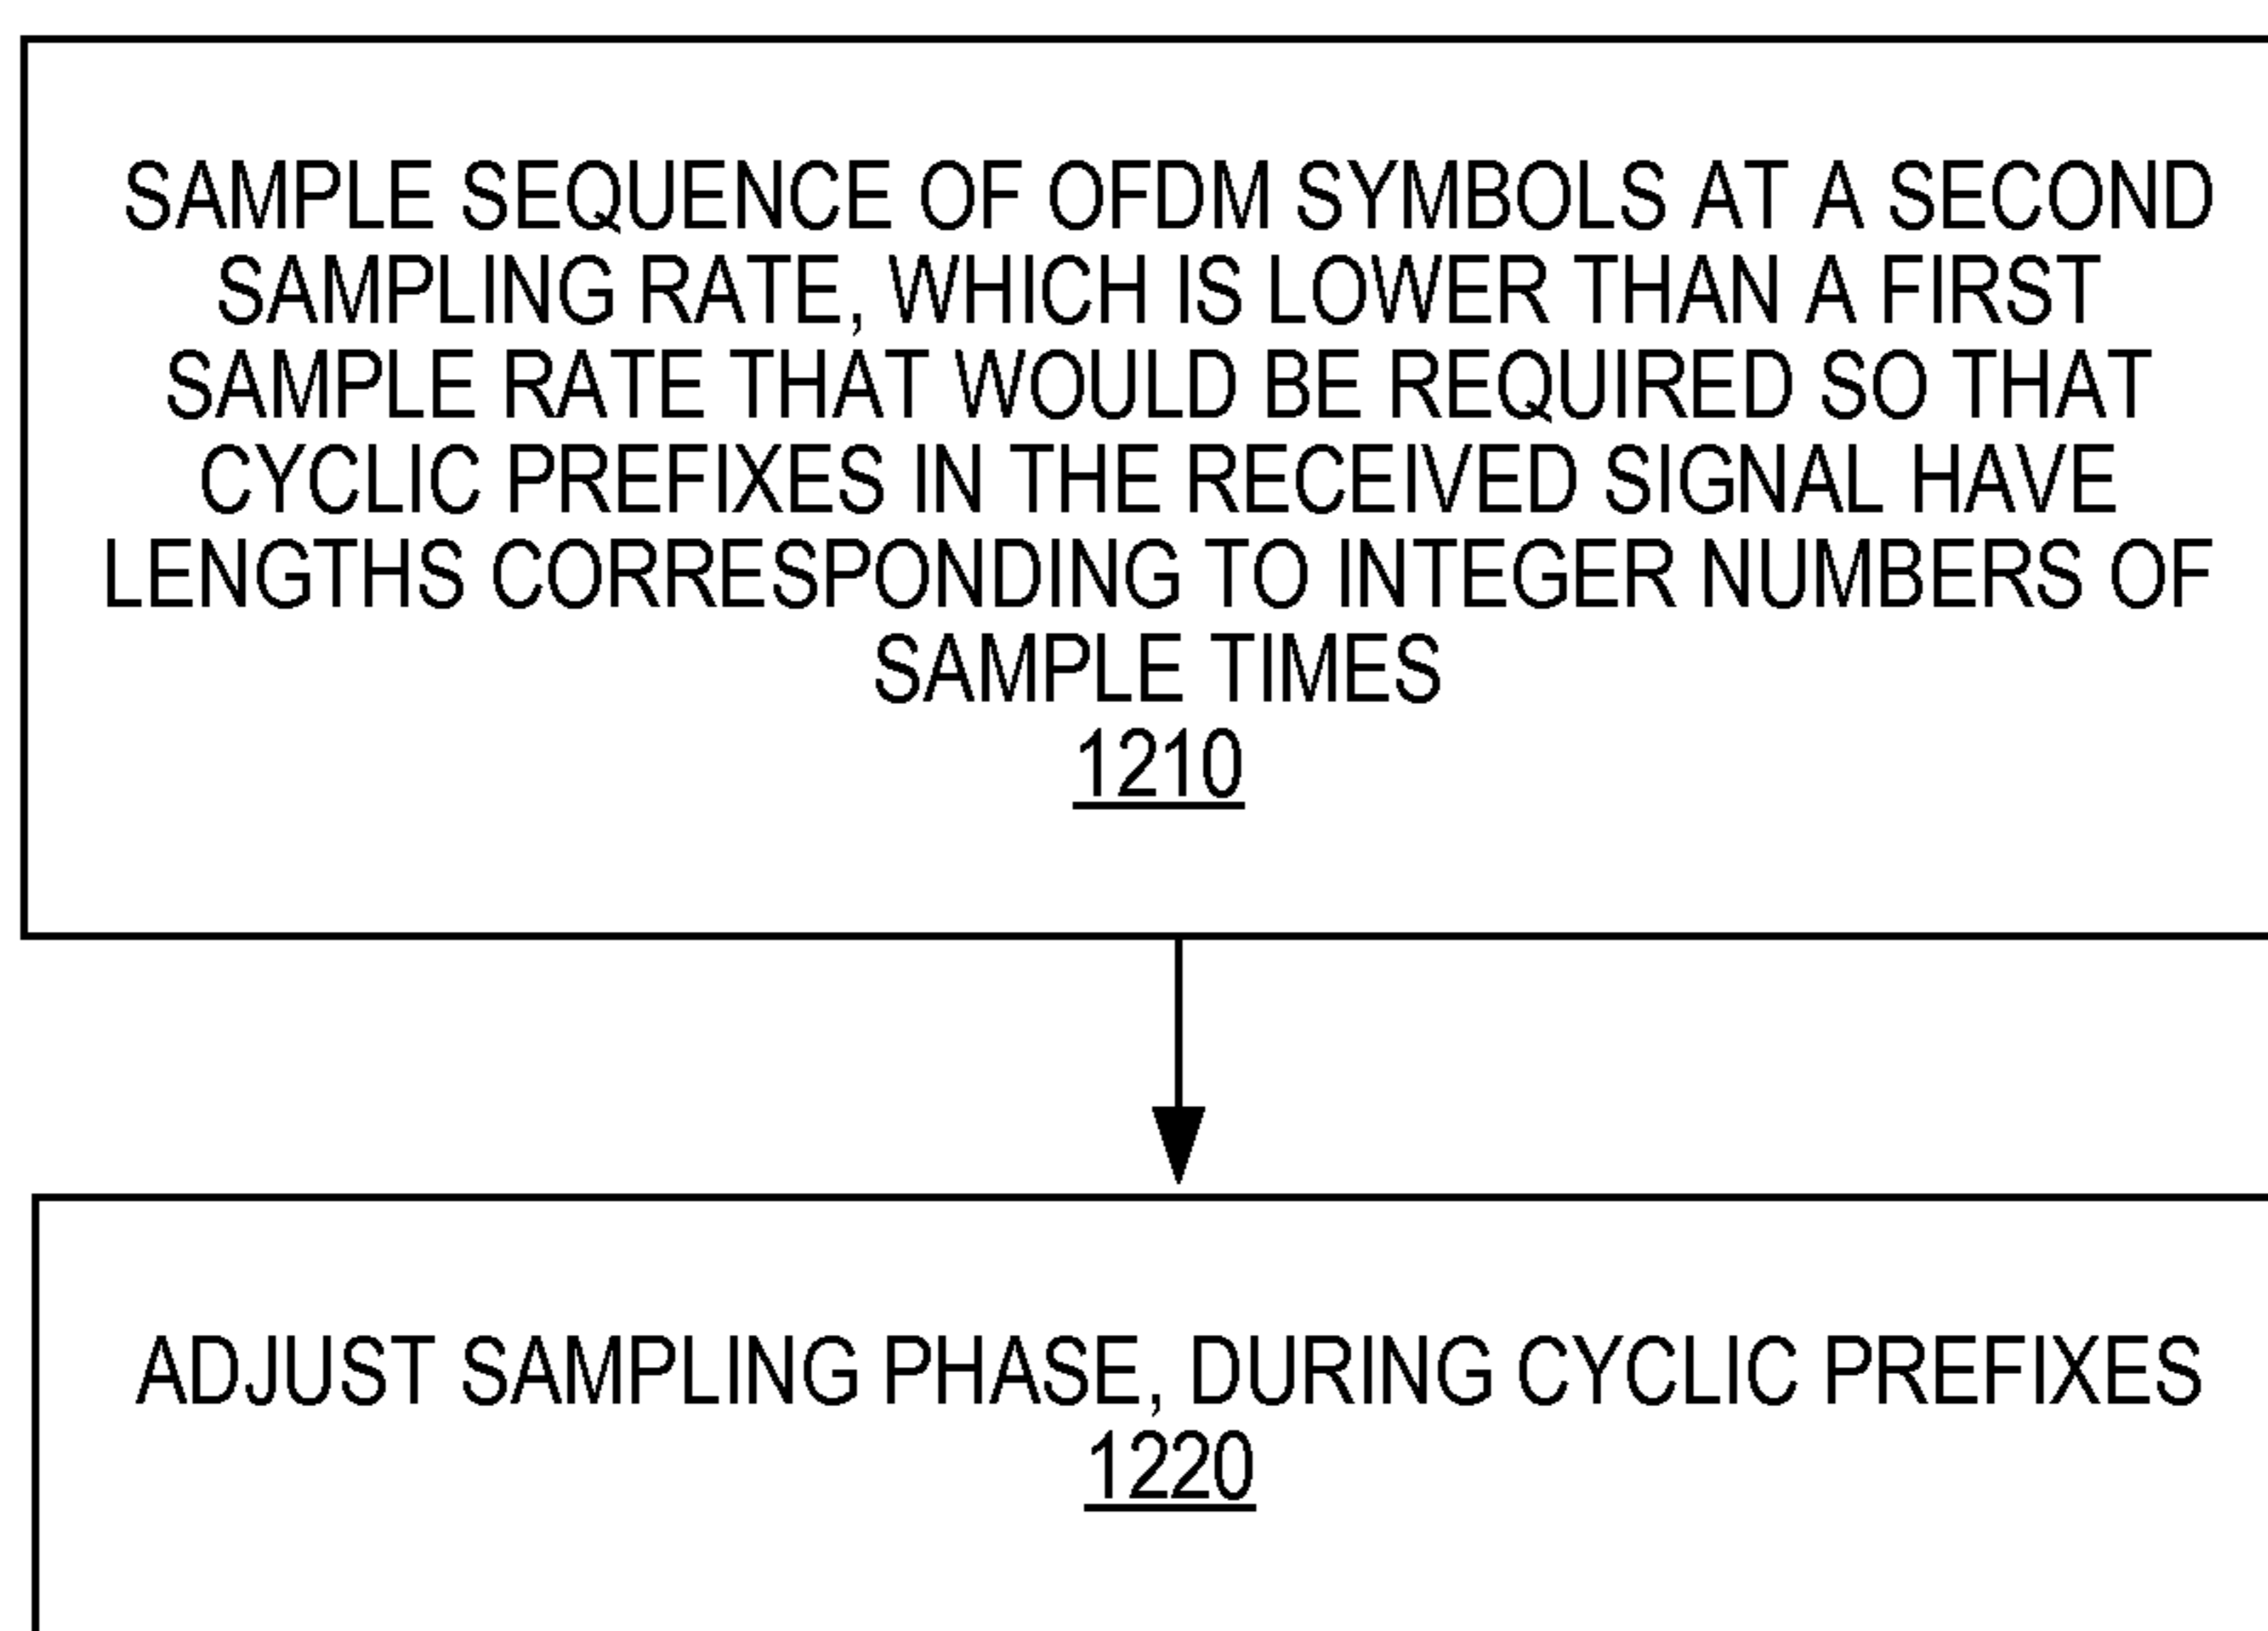 SAMPLE SEQUENCE OF OFDM SYMBOLS AT A SECOND
SAMPLING RATE, WHICH IS LOWER THAN A FIRST
SAMPLE RATE THAT WOULD BE REQUIRED SO THAT
CYCLIC PREFIXES IN THE RECEIVED SIGNAL HAVE
LENGTHS CORRESPONDING TO INTEGER NUMBERS OF
SAMPLE TIMES
1210
ADJUST SAMPLING PHASE, DURING CYCLIC PREFIXES
1220